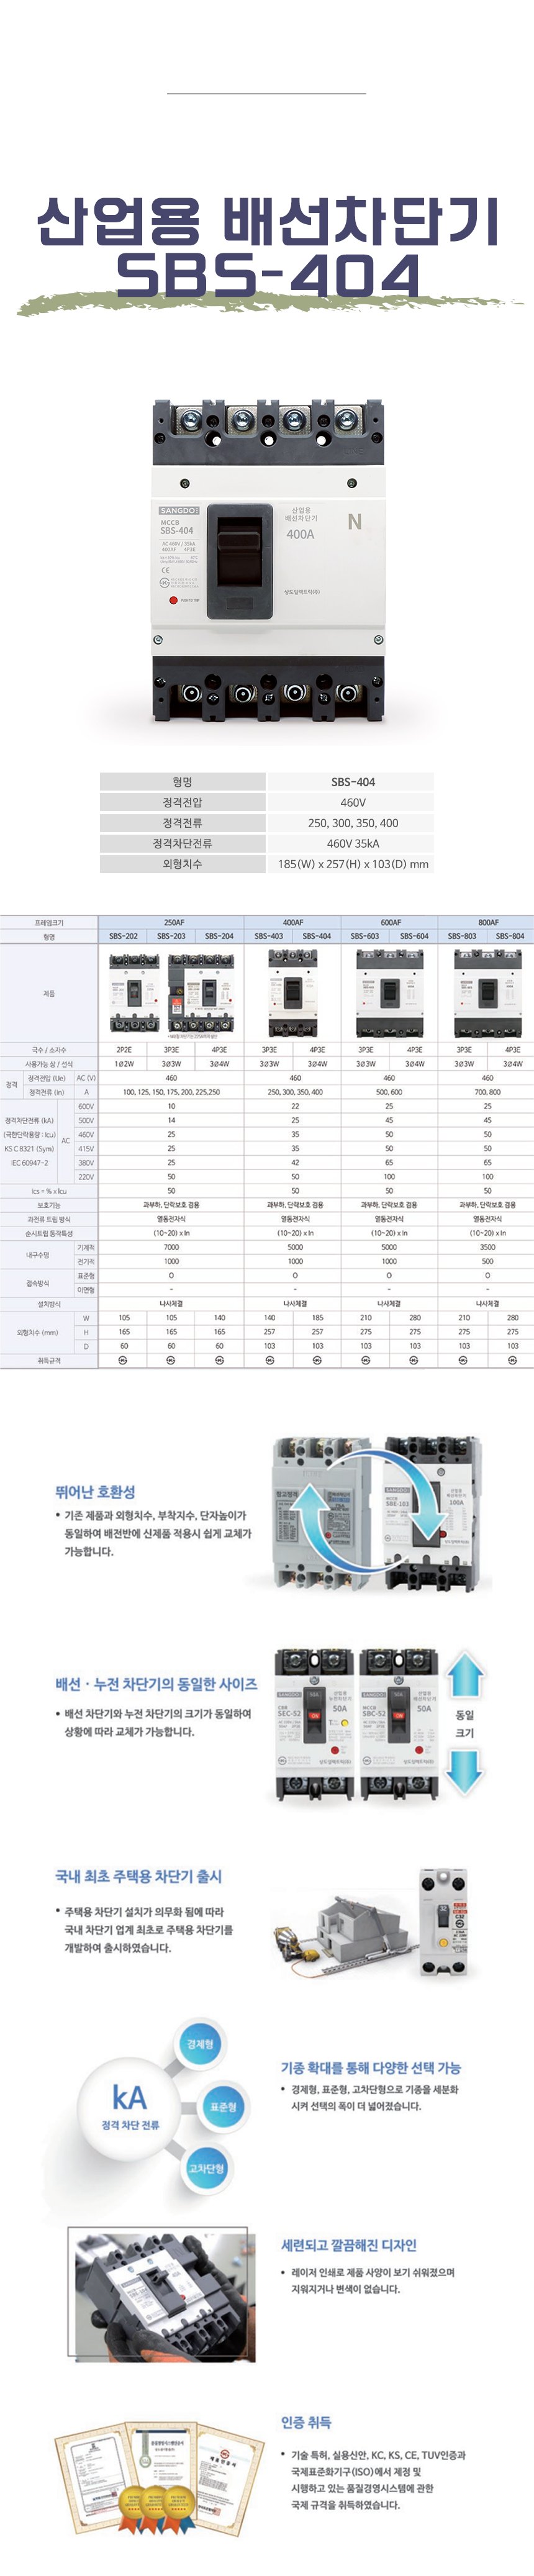 산업용 배선차단기
SBS-404
SANGDO
MCCB
SBS-404
AC 460V / 35kA
400AF 4P3E
CE
산업용
배선차단기
400A
N
PUSH TO TRIP
상도일렉트릭(주)
형명 SBS-404
정격전압 460V
정격전류 250, 300, 350, 400
정격차단전류 460V 35kA
외형치수 185(W) x 257(H) x 103(D) mm
프레임크기 250AF 400AF 600AF 800AF
형명 SBS-202 SBS-203 SBS-204 SBS-403 SBS-404 SBS-603 SBS-604 SBS-803 SBS-804
제품
극수 / 소자수 2P2E 3P3E 4P3E 3P3E 4P3E 3P3E 4P3E 3P3E 4P3E
사용가능 상 / 선식 1Ø2W 3Ø3W 3Ø4W 3Ø3W 3Ø4W 3Ø3W 3Ø4W 3Ø3W 3Ø4W
정격 정격전압 (Ue) AC (V) 460 460 460 460
정격전류 (In) A 100, 125, 150, 175, 200, 225,250 250, 300, 350, 400 500, 600 700, 800
정격차단전류 (kA)
(극한단락용량 : Icu)
KS C 8321 (Sym)
IEC 60947-2
AC
600V 10 22 25 25
500V 14 25 45 45
460V 25 35 50 50
415V 25 35 50 50
380V 25 42 65 65
220V 50 50 100 100
Ics = % x Icu 50 50 50 50
보호기능 과부하, 단락보호 겸용 과부하, 단락보호 겸용 과부하, 단락보호 겸용 과부하, 단락보호 겸용
과전류 트립 방식 열동전자식 열동전자식 열동전자식 열동전자식
순시트립 동작특성 (10~20) x In (10~20) x In (10~20) x In (10~20) x In
내구수명 기계적 7000 5000 5000 3500
전기적 1000 1000 1000 500
접속방식 표준형 O O O O
이면형 - - - -
설치방식 나사체결 나사체결 나사체결 나사체결
외형치수 (mm) W 105 105 140 140 185 210 280 210 280
H 165 165 165 257 257 275 275 275 275
D 60 60 60 103 103 103 103 103 103
취득규격
뛰어난 호환성
• 기존 제품과 외형치수, 부착지수, 단자높이가
동일하여 배전반에 신제품 적용시 쉽게 교체가
가능합니다.
SANGDO
MCCB
SBE-103
100A
배선 · 누전 차단기의 동일한 사이즈
• 배선 차단기와 누전 차단기의 크기가 동일하여
상황에 따라 교체가 가능합니다.
SEC-52
50A
SBC-52
50A
동일
크기
국내 최초 주택용 차단기 출시
• 주택용 차단기 설치가 의무화 됨에 따라
국내 차단기 업계 최초로 주택용 차단기를
개발하여 출시하였습니다.
경제형
kA
정격 차단 전류
표준형
고차단형
기종 확대를 통해 다양한 선택 가능
• 경제형, 표준형, 고차단형으로 기종을 세분화
시켜 선택의 폭이 더 넓어졌습니다.
세련되고 깔끔해진 디자인
• 레이저 인쇄로 제품 사양이 보기 쉬워졌으며
지워지거나 변색이 없습니다.
인증 취득
• 기술 특허, 실용신안, KC, KS, CE, TUV인증과
국제표준화기구(ISO)에서 제정 및
시행하고 있는 품질경영시스템에 관한
국제 규격을 취득하였습니다.